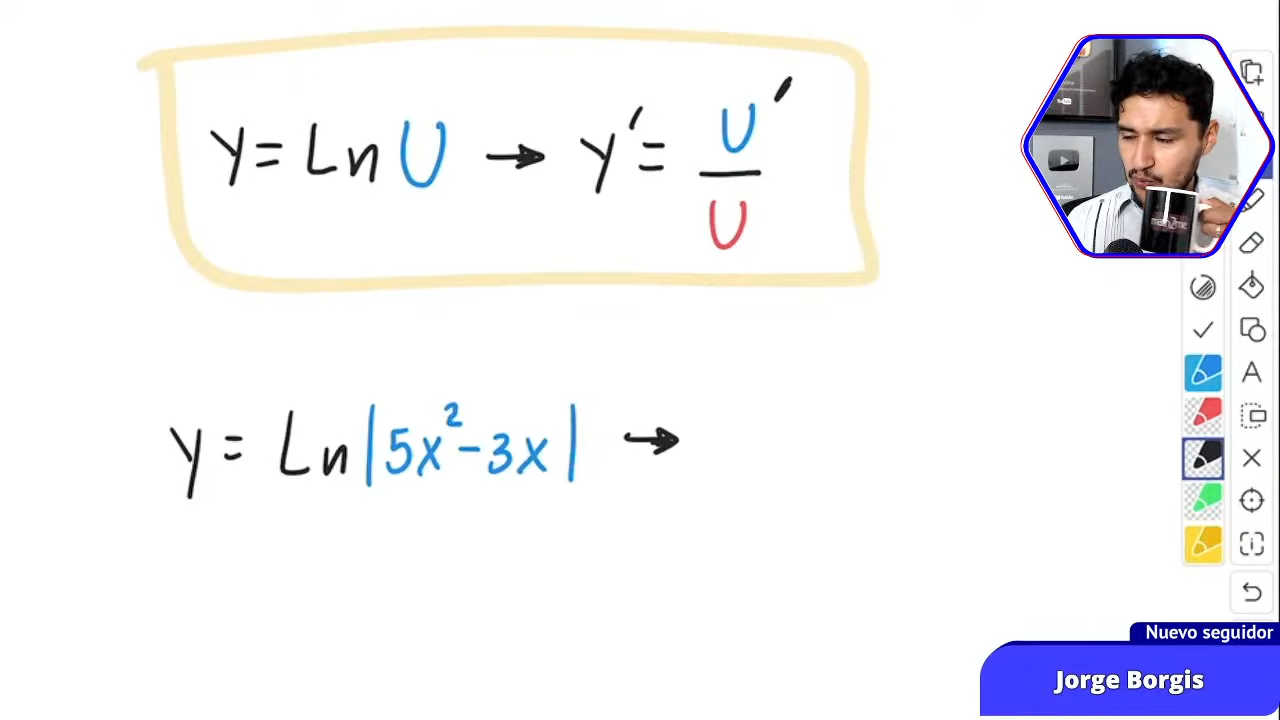 y = Ln U → y' = U' / U
y = Ln|5x² - 3x| →
Nuevo seguidor
Jorge Borgis